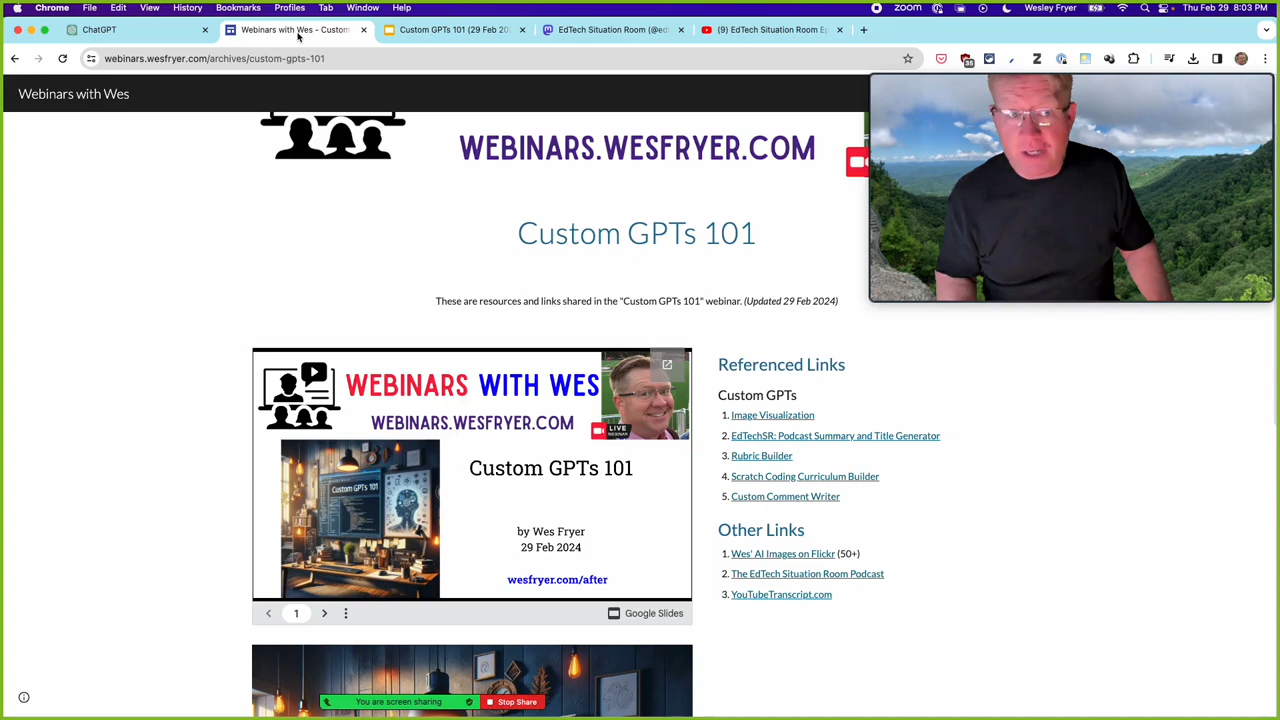 Chrome File Edit View History Bookmarks Profiles Tab Window Help
zoom Wesley Fryer Thu Feb 29 8:03 PM
ChatGPT
Webinars with Wes - Custom
Custom GPTs 101 (29 Feb 202
EdTech Situation Room (@ed
(9) EdTech Situation Room Ep
webinars.wesfryer.com/archives/custom-gpts-101
35
Webinars with Wes
WEBINARS.WESFRYER.COM
Custom GPTs 101
These are resources and links shared in the "Custom GPTs 101" webinar. (Updated 29 Feb 2024)
WEBINARS WITH WES
WEBINARS.WESFRYER.COM
LIVE
WEBINAR
Custom GPTs 101
Custom GPTs 101
by Wes Fryer
29 Feb 2024
wesfryer.com/after
1
Google Slides
Referenced Links
Custom GPTs
1. Image Visualization
2. EdTechSR: Podcast Summary and Title Generator
3. Rubric Builder
4. Scratch Coding Curriculum Builder
5. Custom Comment Writer
Other Links
1. Wes' AI Images on Flickr (50+)
2. The EdTech Situation Room Podcast
3. YouTubeTranscript.com
You are screen sharing
Stop Share